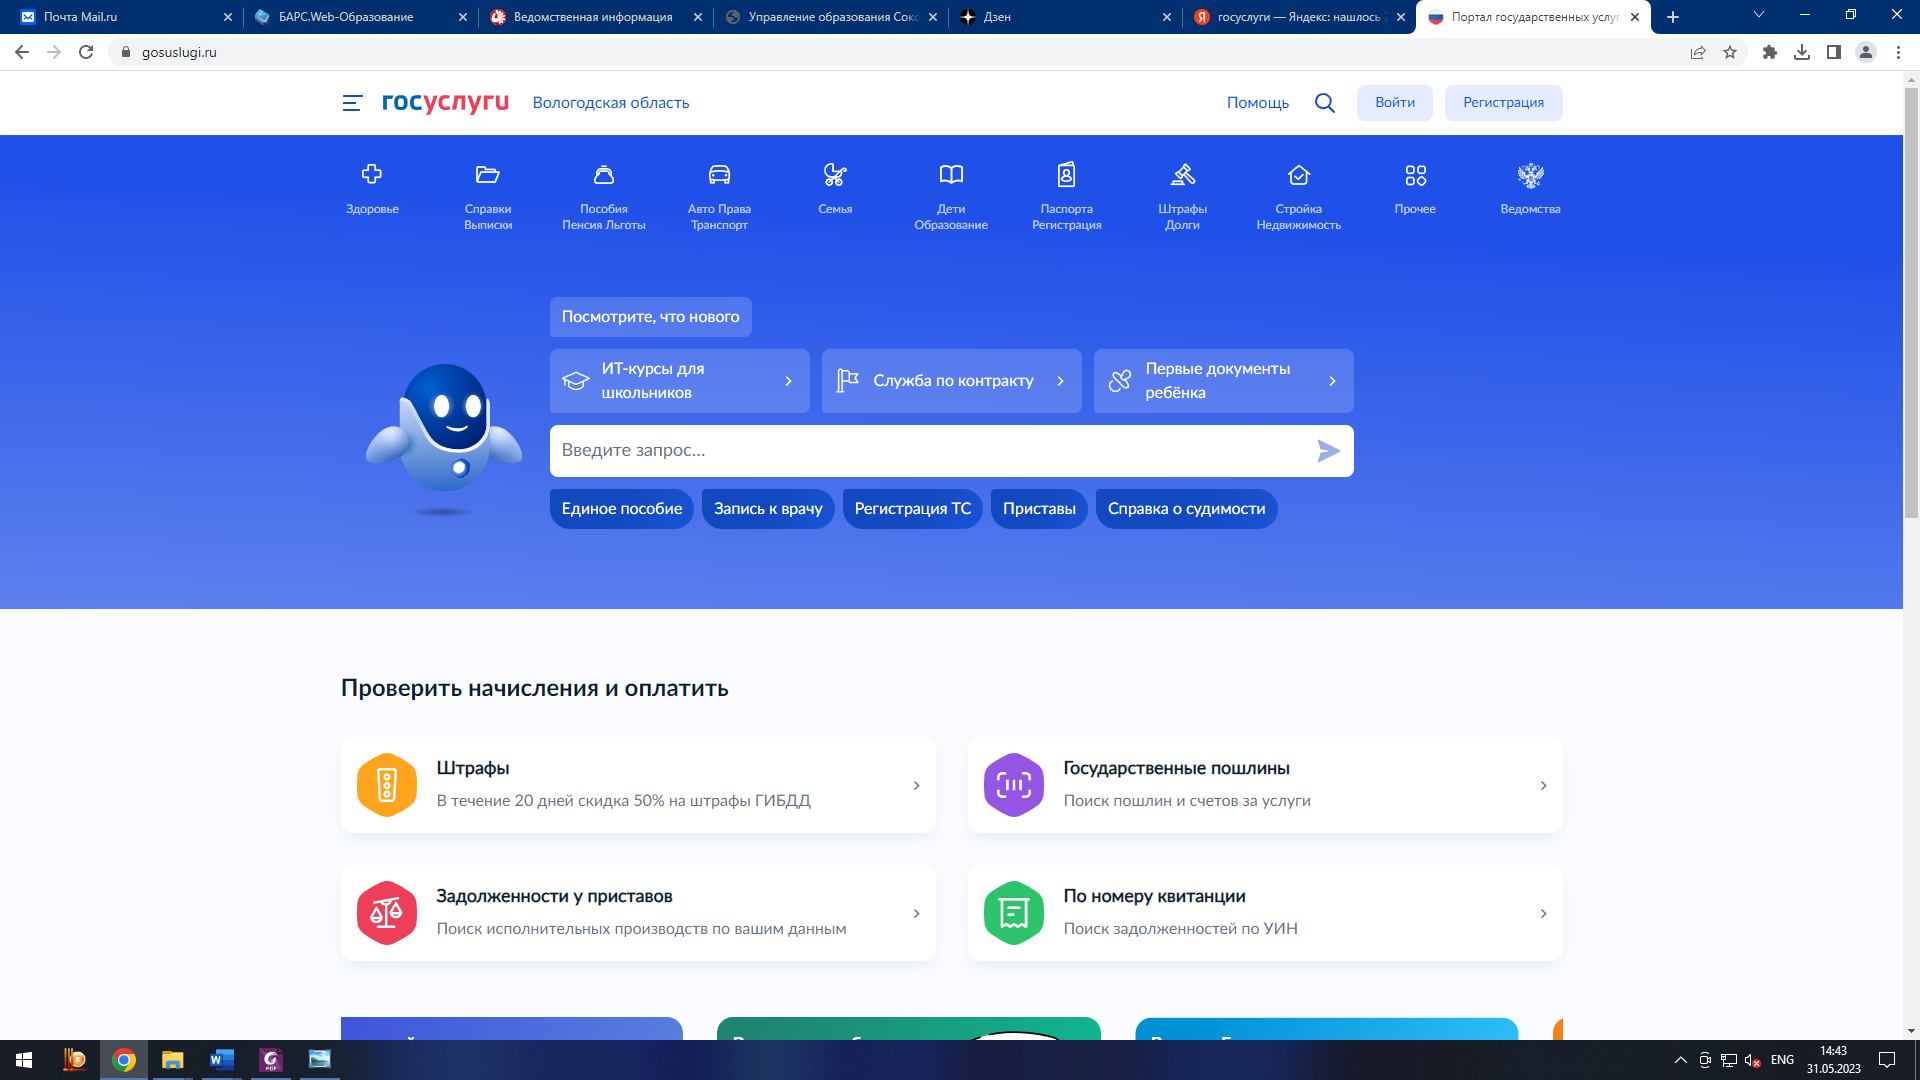 Почта Mail.ru
БАРС.Web-Образование
Ведомственная информация
Управление образования Сокс
Дзен
госуслуги — Яндекс: нашлось
Портал государственных услуг
gosuslugi.ru
госуслуги
Вологодская область
Помощь
Войти
Регистрация
Здоровье
Справки
Выписки
Пособия
Пенсия Льготы
Авто Права
Транспорт
Семья
Дети
Образование
Паспорта
Регистрация
Штрафы
Долги
Стройка
Недвижимость
Прочее
Ведомства
Посмотрите, что нового
ИТ-курсы для
школьников
Служба по контракту
Первые документы
ребёнка
Введите запрос...
Единое пособие
Запись к врачу
Регистрация ТС
Приставы
Справка о судимости
Проверить начисления и оплатить
Штрафы
В течение 20 дней скидка 50% на штрафы ГИБДД
Государственные пошлины
Поиск пошлин и счетов за услуги
Задолженности у приставов
Поиск исполнительных производств по вашим данным
По номеру квитанции
Поиск задолженностей по УИН
ENG
14:43
31.05.2023